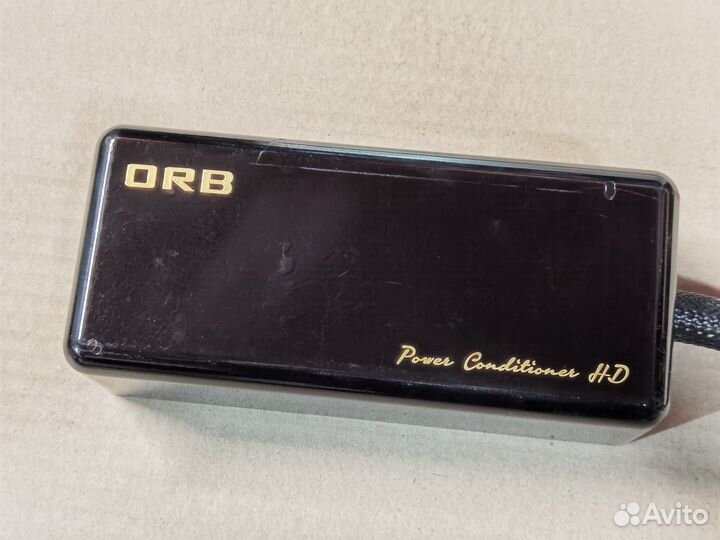 ORB
Power Conditioner HD
Avito